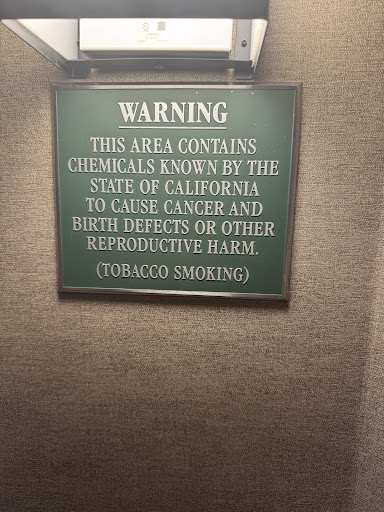 WARNING
THIS AREA CONTAINS
CHEMICALS KNOWN BY THE
STATE OF CALIFORNIA
TO CAUSE CANCER AND
BIRTH DEFECTS OR OTHER
REPRODUCTIVE HARM.
(TOBACCO SMOKING)